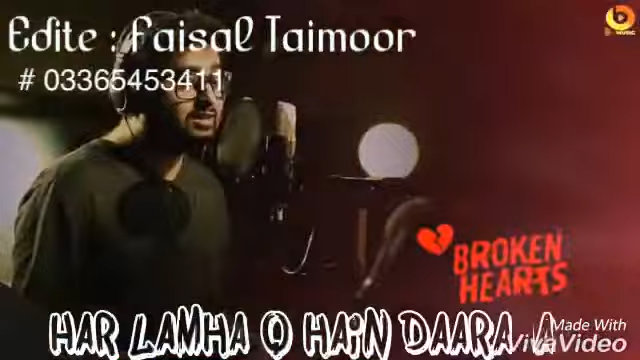 Edite : Faisal Taimoor
# 03365453411
BROKEN
HEARTS
HAR LAMHA O HAiN DAARA A
Made With
VivaVideo